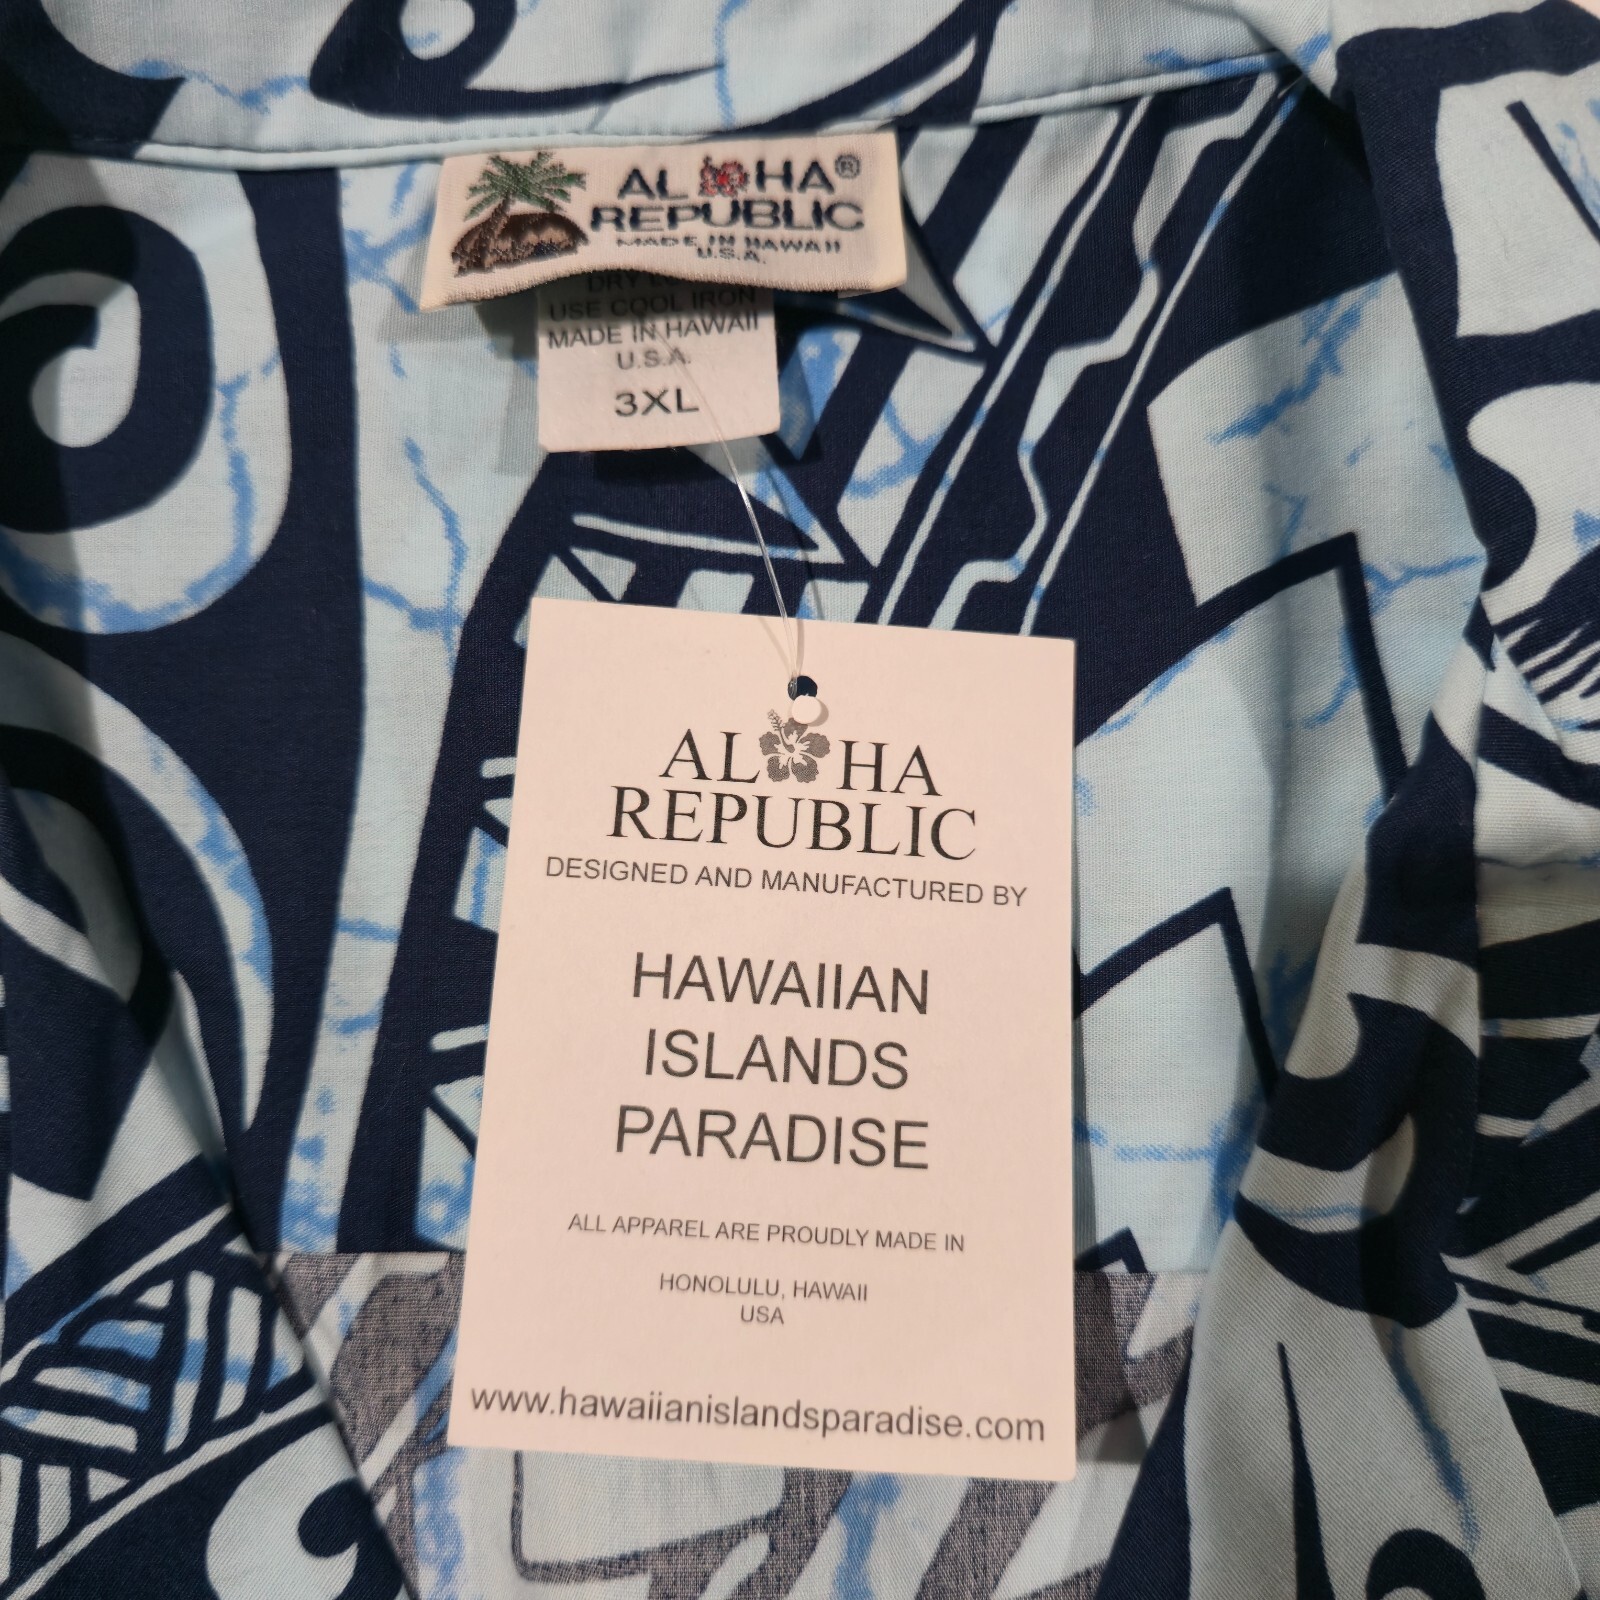 ALOHA®
REPUBLIC
MADE IN HAWAII
U.S.A.
DRY
USE COOL IRON
MADE IN HAWAII
U.S.A.
3XL
ALOHA
REPUBLIC
DESIGNED AND MANUFACTURED BY
HAWAIIAN
ISLANDS
PARADISE
ALL APPAREL ARE PROUDLY MADE IN
HONOLULU, HAWAII
USA
www.hawaiianislandsparadise.com